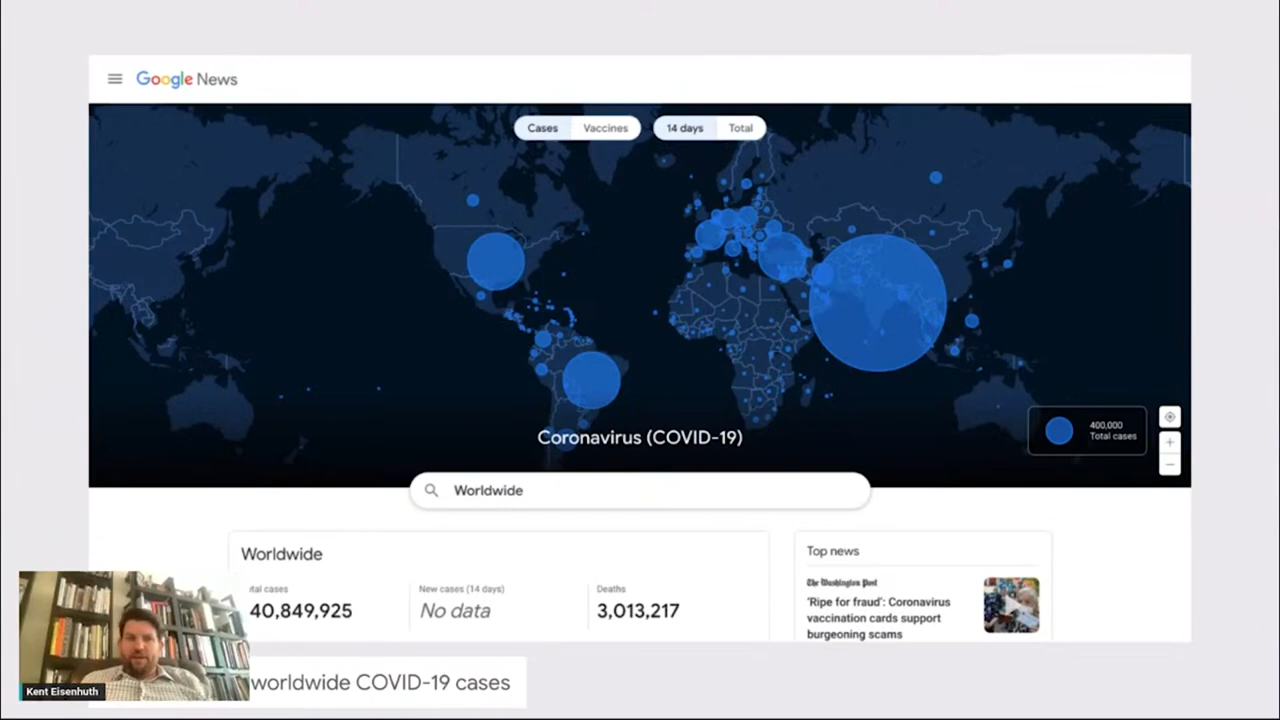 Google News
Cases Vaccines 14 days Total
Coronavirus (COVID-19)
400,000
Total cases
Worldwide
Worldwide
tal cases New cases (14 days) Deaths
40,849,925 No data 3,013,217
Top news
The Washington Post
‘Ripe for fraud’: Coronavirus
vaccination cards support
burgeoning scams
Kent Eisenhuth
worldwide COVID-19 cases